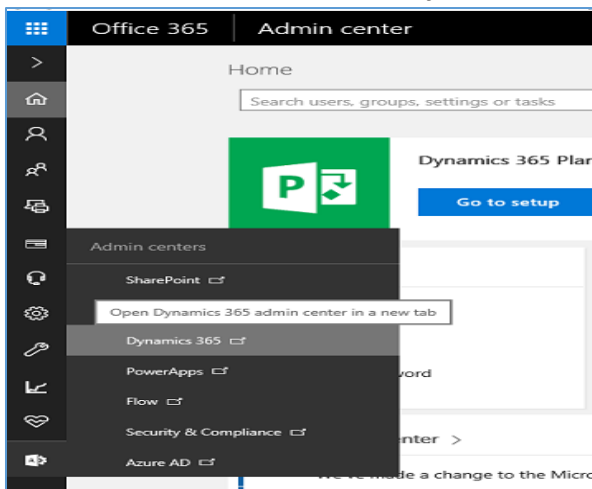 Office 365 Admin center
Home
Search users, groups, settings or tasks
Dynamics 365 Plan
P
Go to setup
Admin centers
SharePoint
Open Dynamics 365 admin center in a new tab
Dynamics 365
PowerApps
word
Flow
Security & Compliance
enter >
Azure AD
We've made a change to the Micro